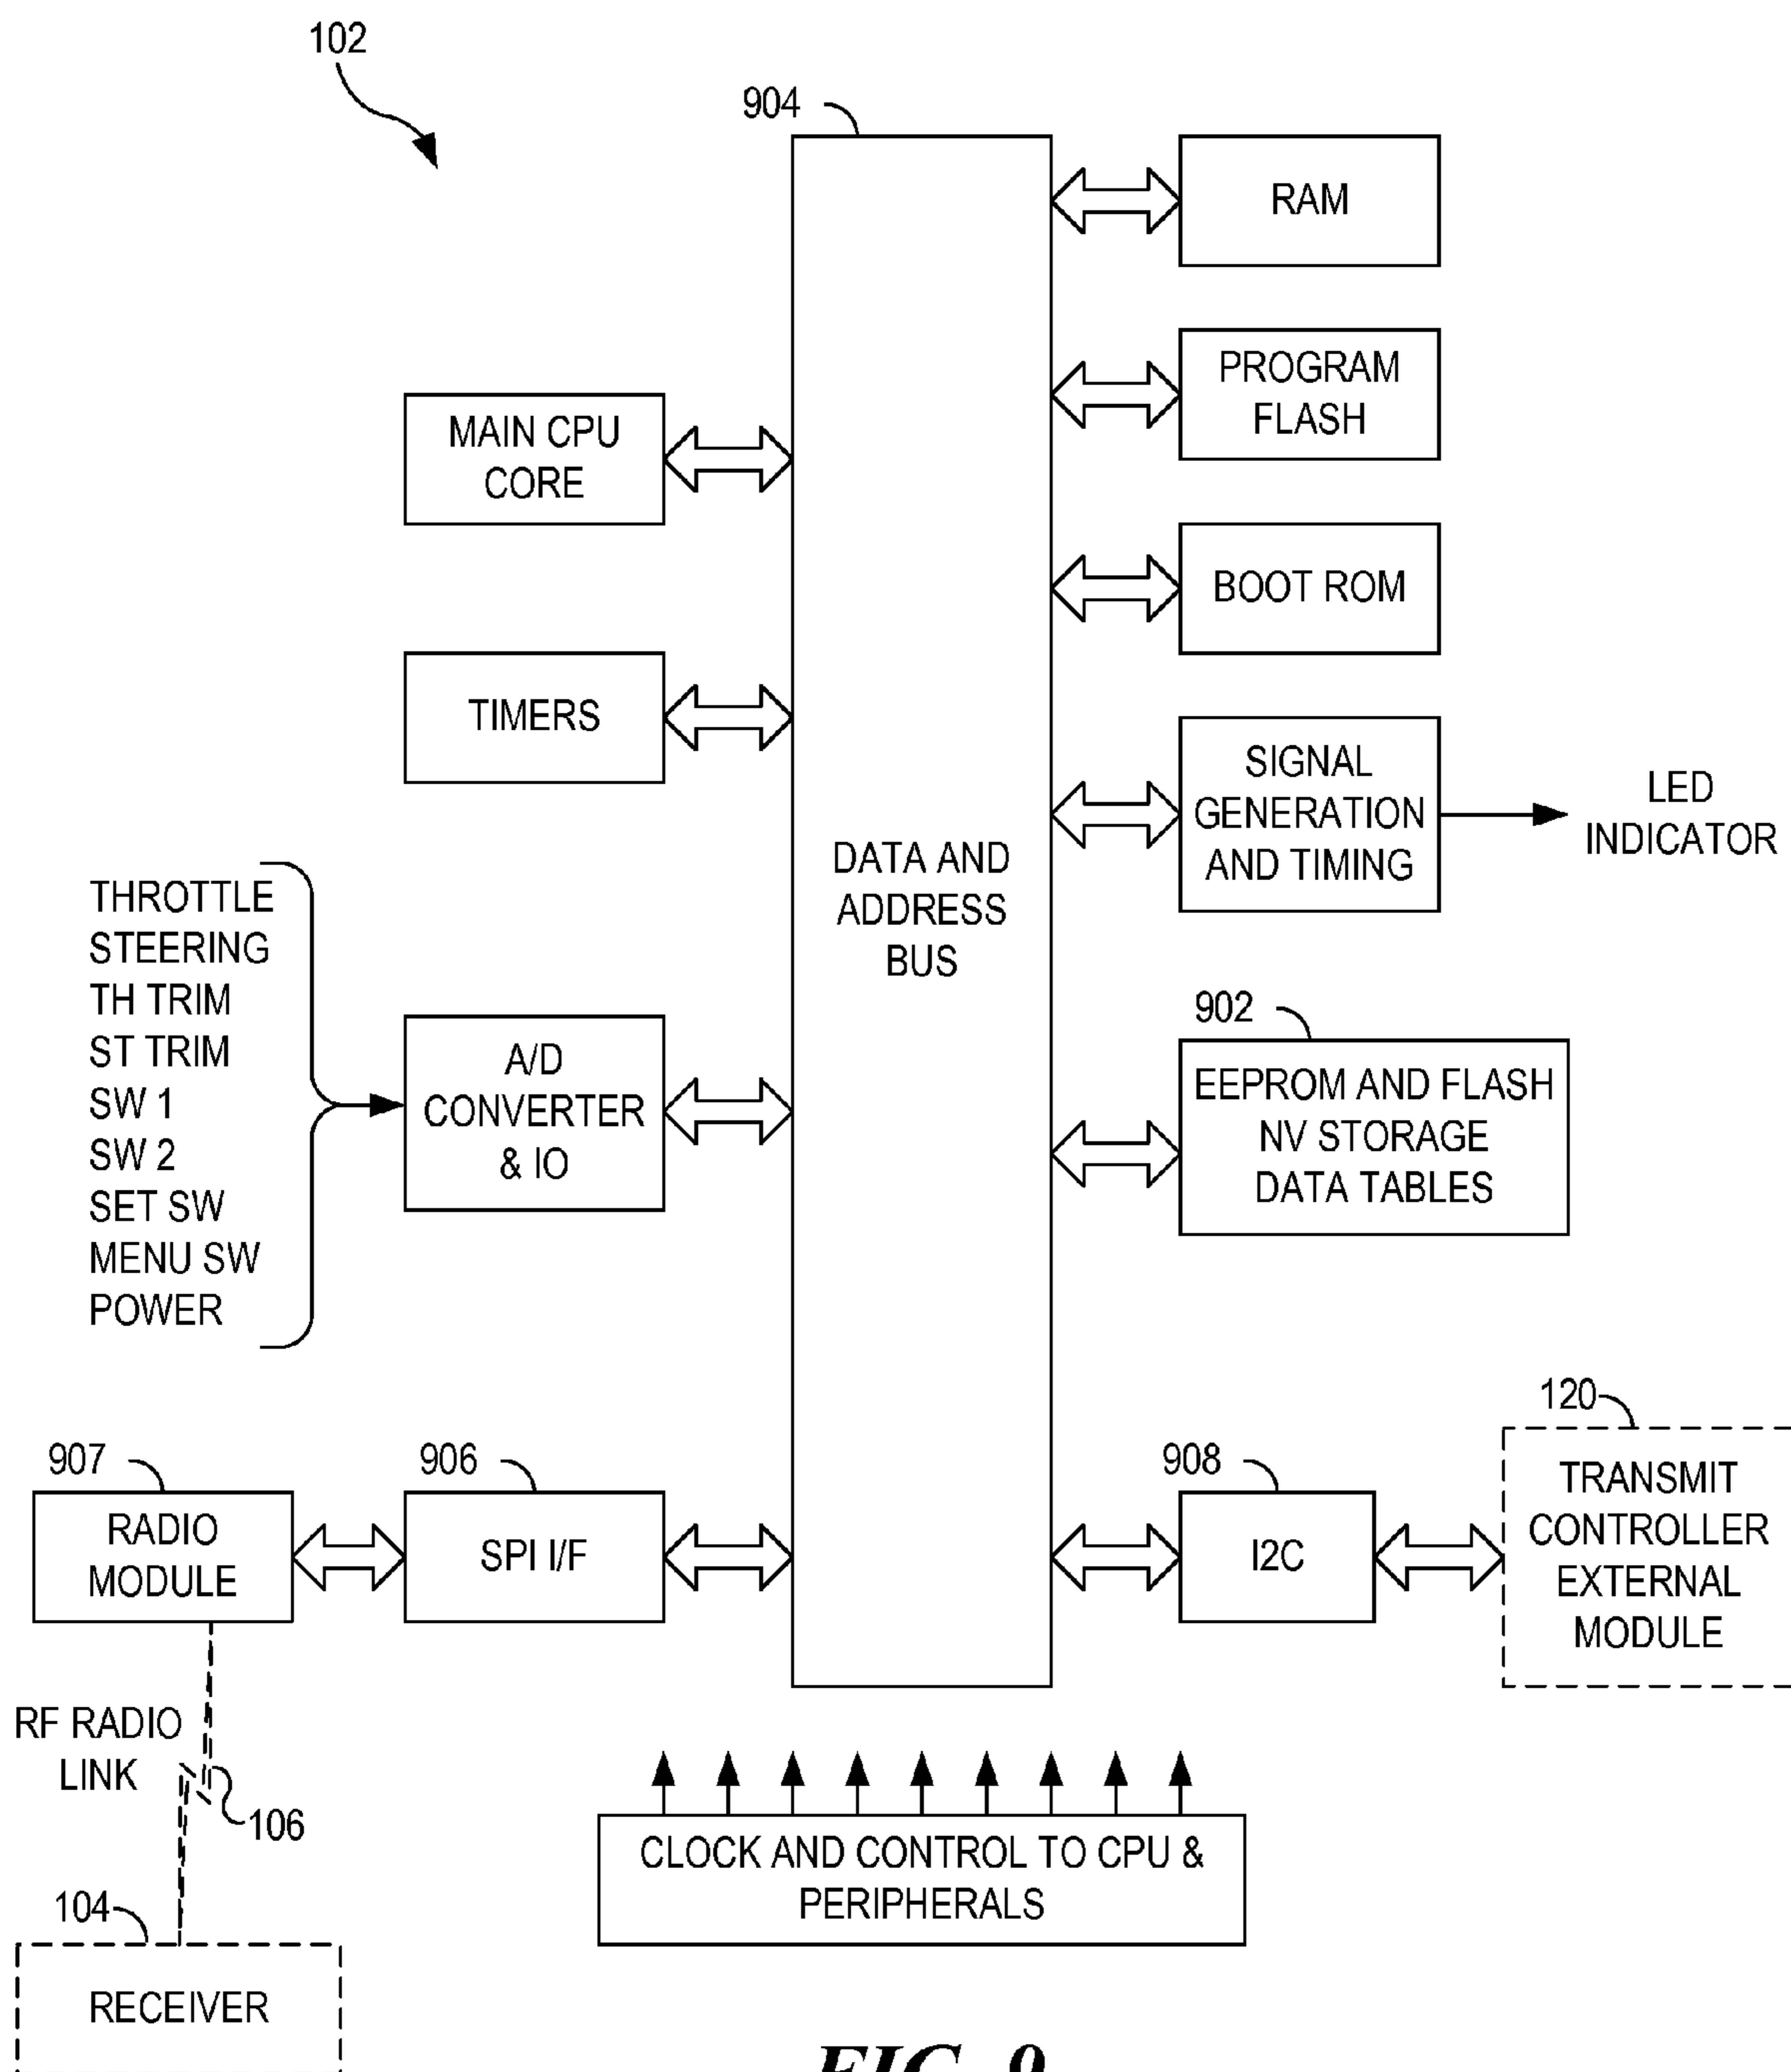 102
904
RAM
PROGRAM
FLASH
MAIN CPU
CORE
BOOT ROM
TIMERS
SIGNAL
GENERATION
AND TIMING
LED
INDICATOR
DATA AND
ADDRESS
BUS
THROTTLE
STEERING
TH TRIM
ST TRIM
SW 1
SW 2
SET SW
MENU SW
POWER
A/D
CONVERTER
& IO
902
EEPROM AND FLASH
NV STORAGE
DATA TABLES
907
RADIO
MODULE
906
SPI I/F
908
I2C
120
TRANSMIT
CONTROLLER
EXTERNAL
MODULE
RF RADIO
LINK
106
CLOCK AND CONTROL TO CPU &
PERIPHERALS
104
RECEIVER
FIG. 9